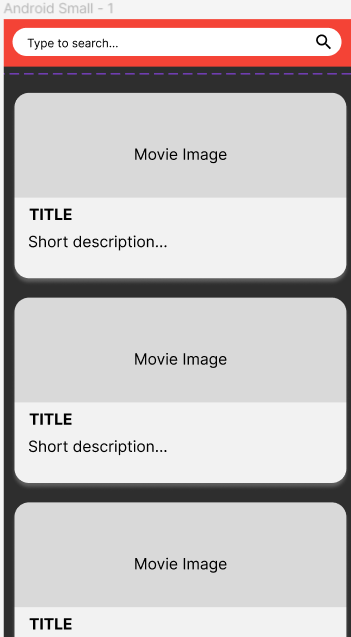 Android Small - 1
Type to search...
Movie Image
TITLE
Short description...
Movie Image
TITLE
Short description...
Movie Image
TITLE